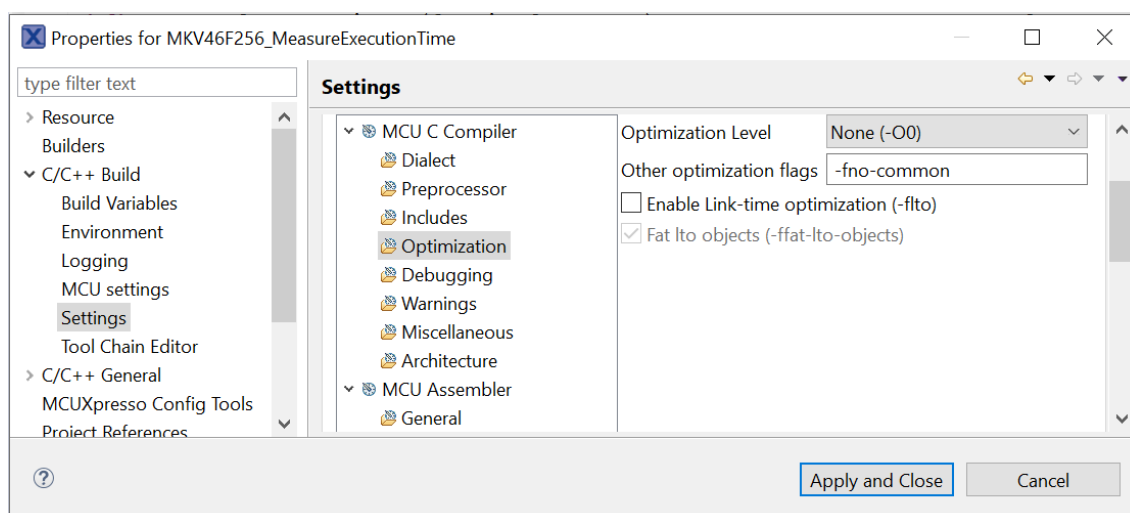 Properties for MKV46F256_MeasureExecutionTime
type filter text
Resource
Builders
C/C++ Build
Build Variables
Environment
Logging
MCU settings
Settings
Tool Chain Editor
C/C++ General
MCUXpresso Config Tools
Project References
Settings
MCU C Compiler
Dialect
Preprocessor
Includes
Optimization
Debugging
Warnings
Miscellaneous
Architecture
MCU Assembler
General
Optimization Level None (-O0)
Other optimization flags -fno-common
Enable Link-time optimization (-flto)
Fat lto objects (-ffat-lto-objects)
Apply and Close
Cancel